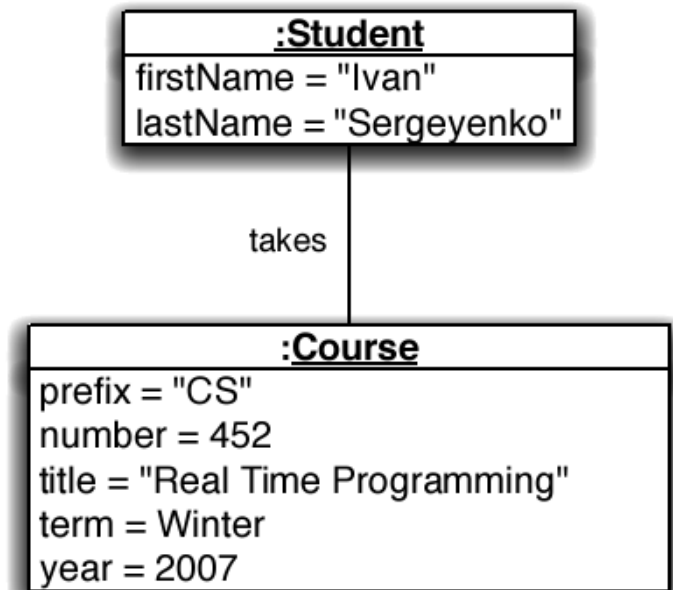 :Student
firstName = "Ivan"
lastName = "Sergeyenko"
takes
:Course
prefix = "CS"
number = 452
title = "Real Time Programming"
term = Winter
year = 2007